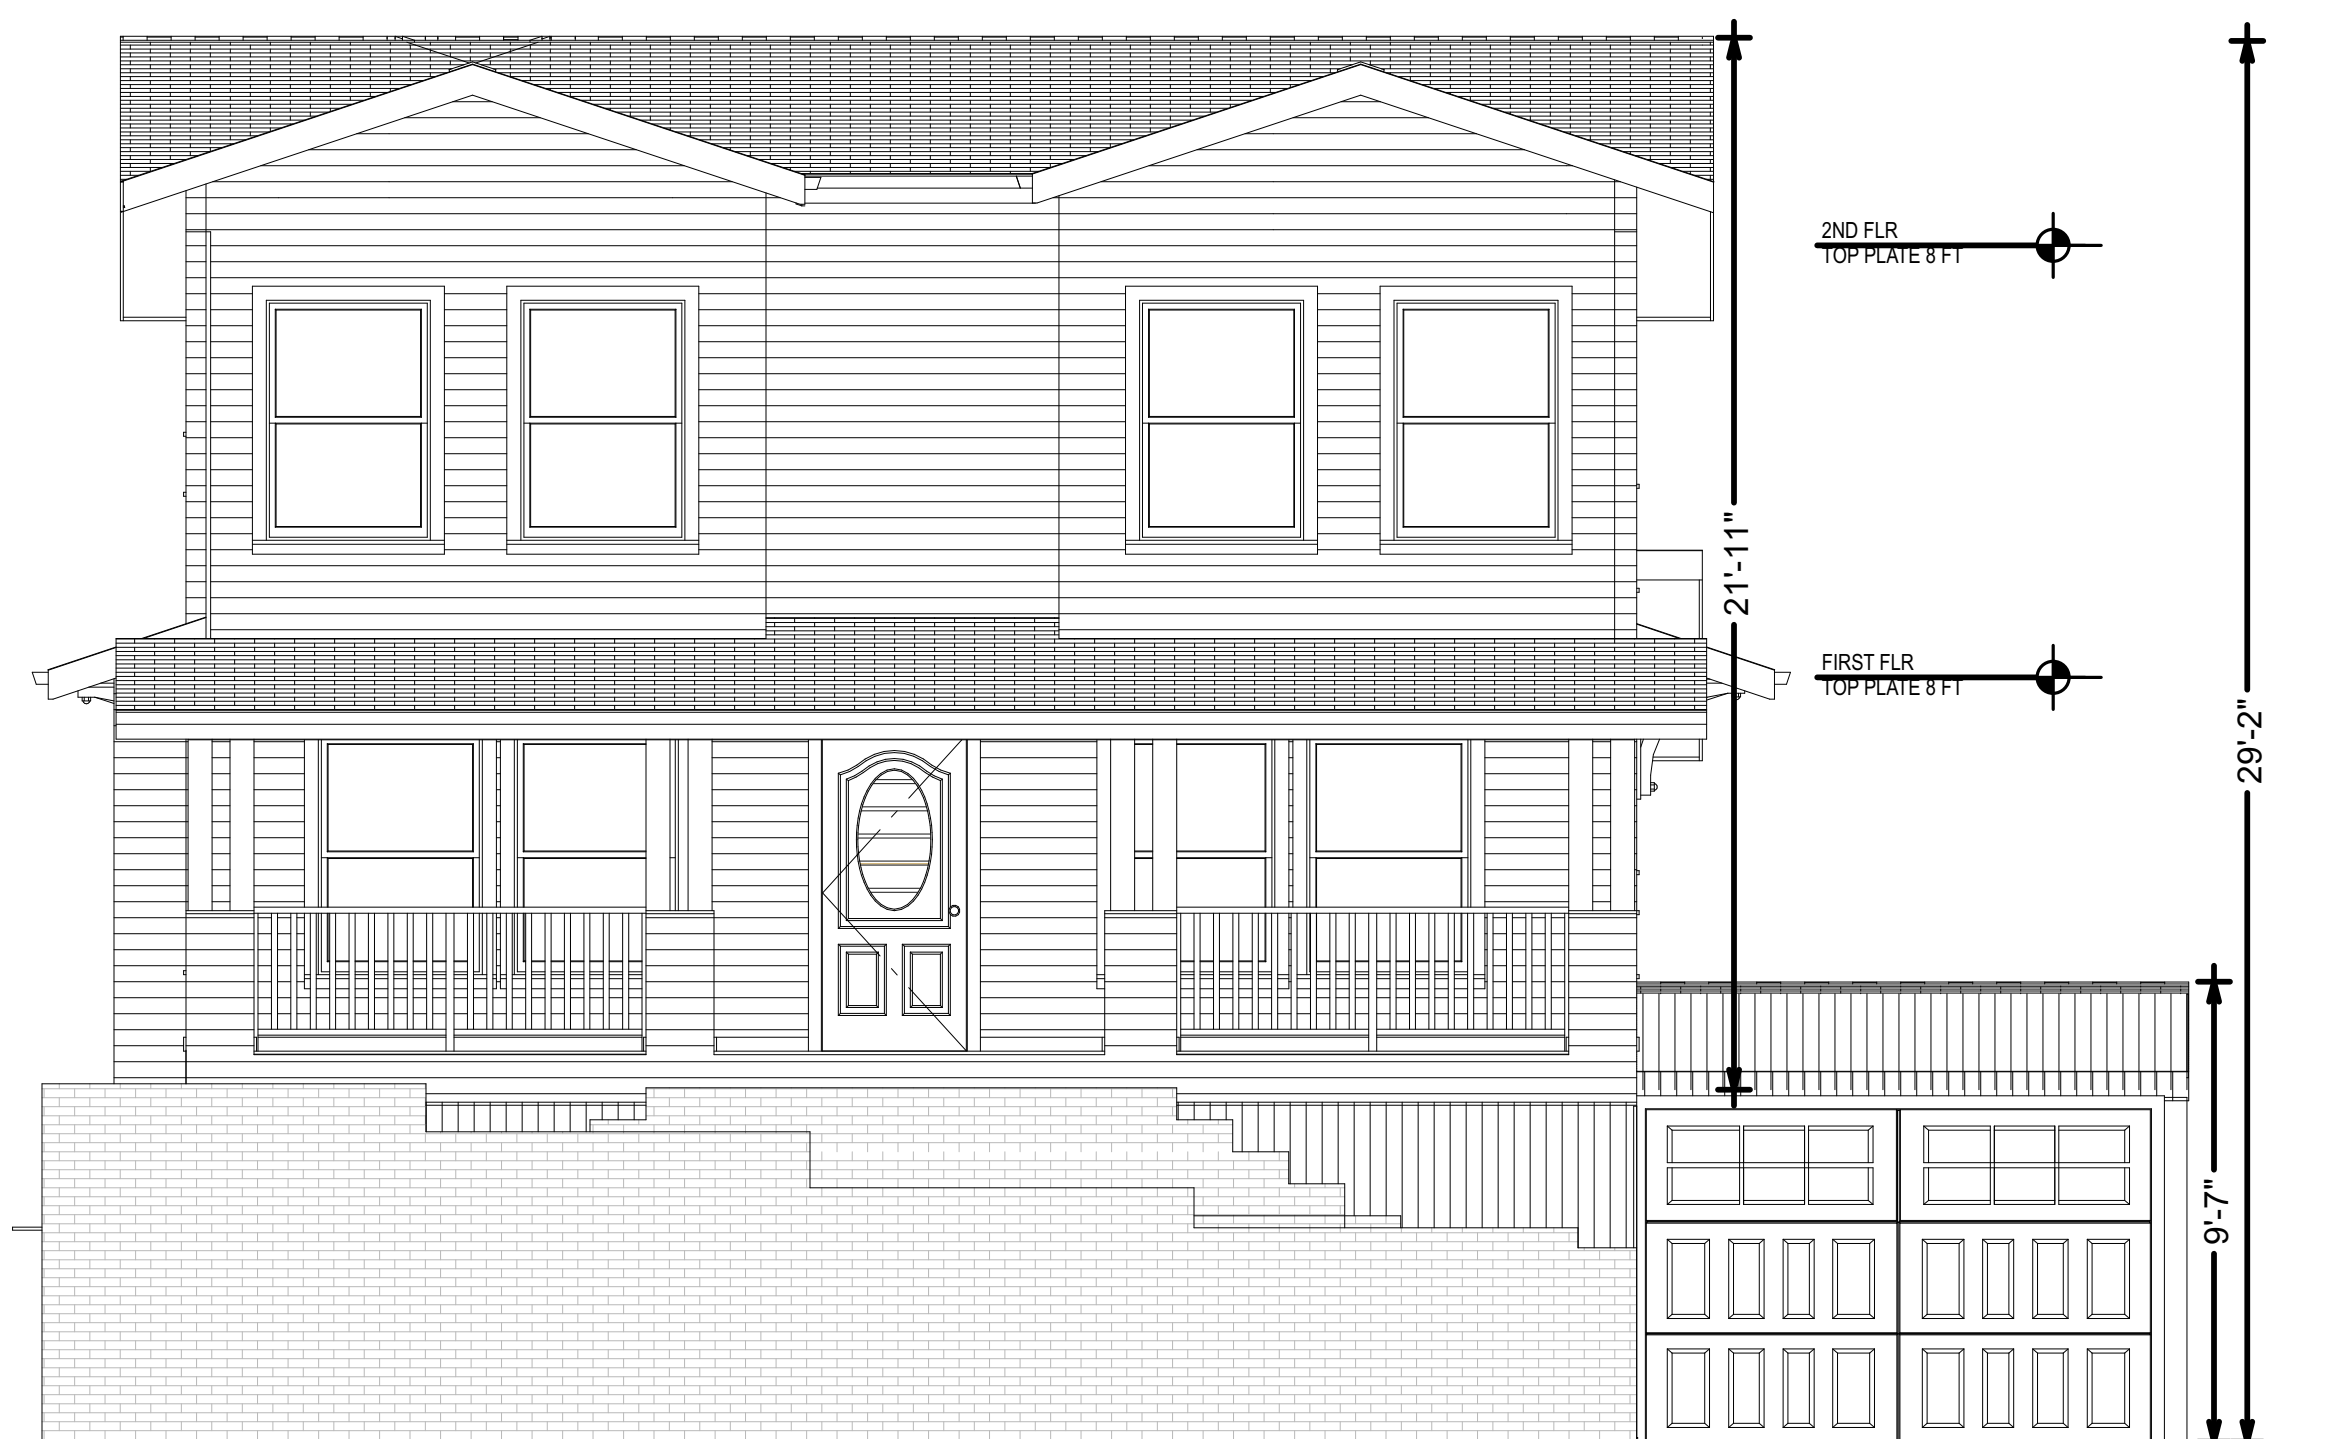 2ND FLR
TOP PLATE 8 FT
21'-11"
FIRST FLR
TOP PLATE 8 FT
29'-2"
9'-7"